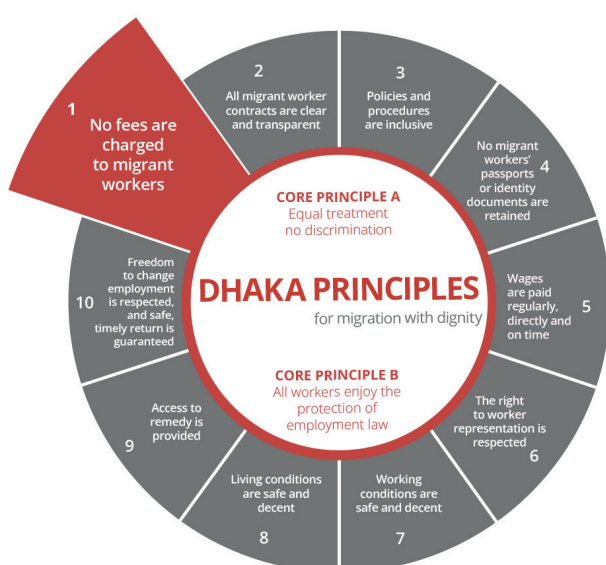 1
No fees are
charged
to migrant
workers
2
All migrant worker
contracts are clear
and transparent
3
Policies and
procedures
are inclusive
No migrant
workers'
passports
or identity
documents are
retained
4
Wages
are paid
regularly,
directly and
on time
5
The right
to worker
representation is
respected
6
Working
conditions are
safe and decent
7
Living conditions
are safe and
decent
8
Access to
remedy is
provided
9
Freedom
to change
employment
is respected,
and safe,
timely return is
guaranteed
10
CORE PRINCIPLE A
Equal treatment
no discrimination
DHAKA PRINCIPLES
for migration with dignity
CORE PRINCIPLE B
All workers enjoy the
protection of
employment law